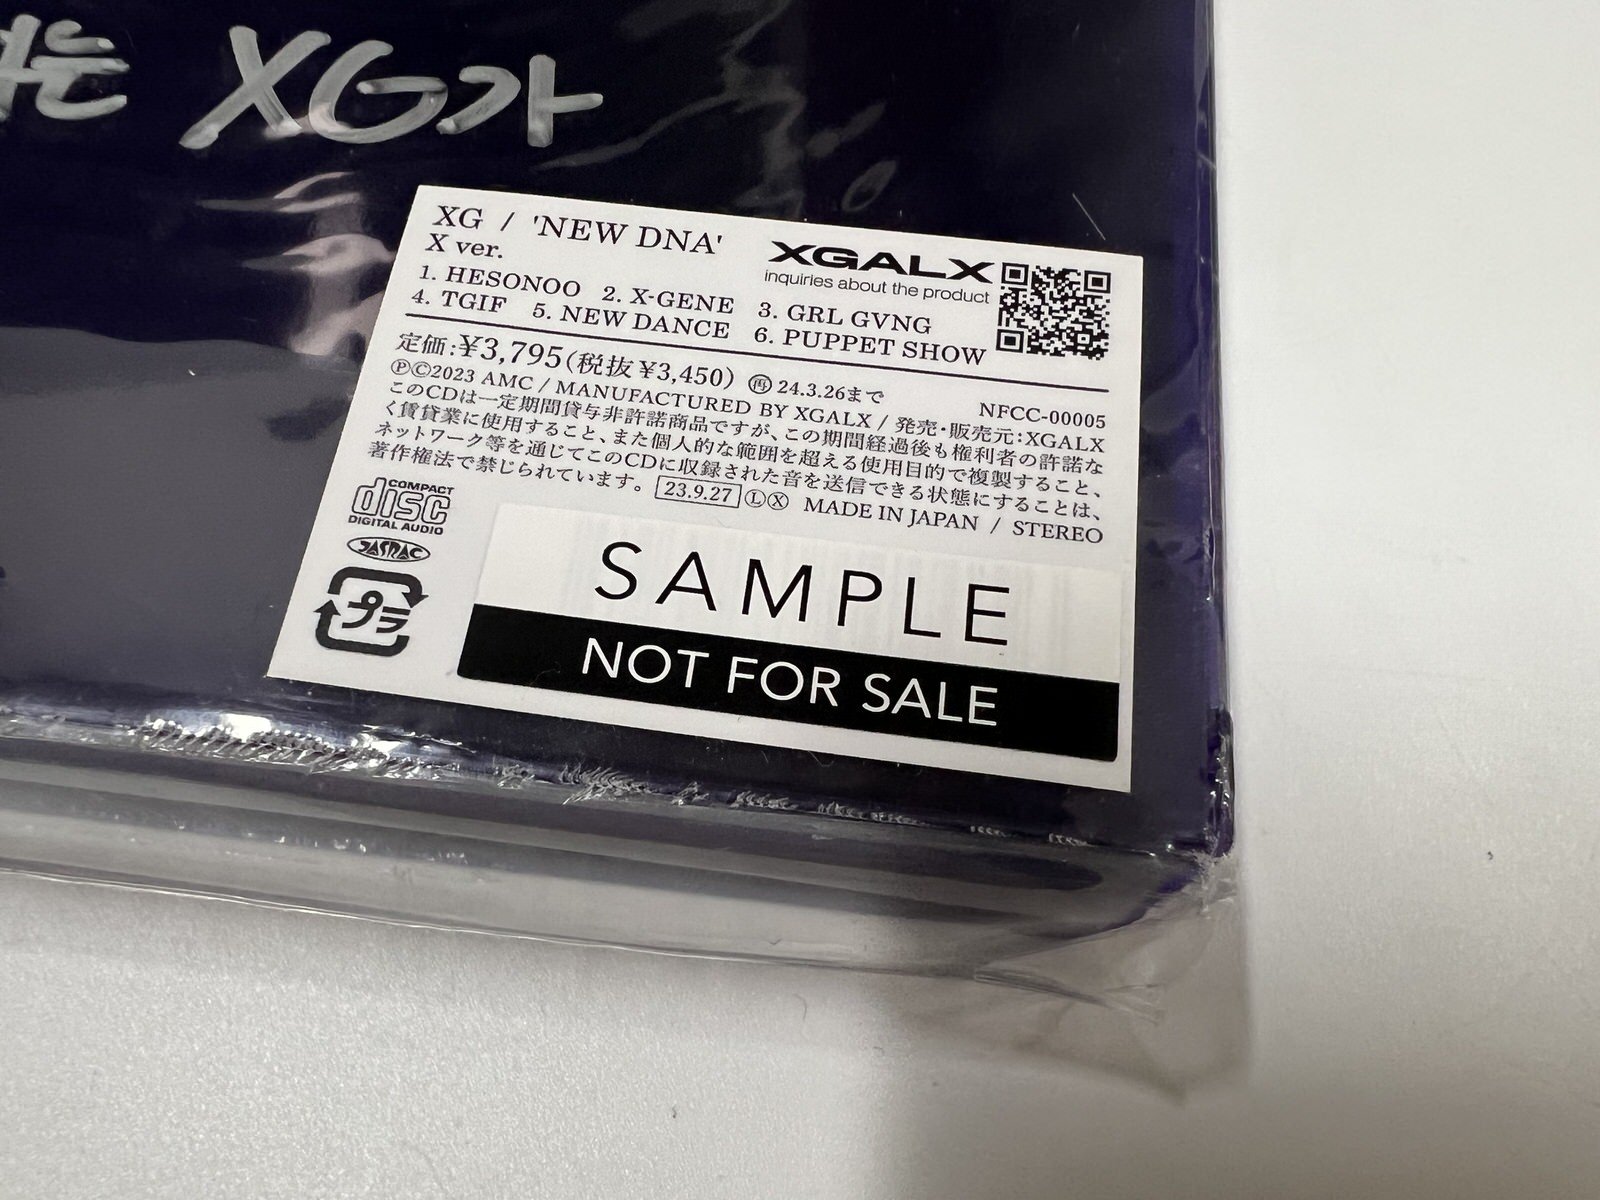 XG가
XG / 'NEW DNA'
X ver.
XGALX
inquiries about the product
1. HESONOO 2. X-GENE 3. GRL GVNG
4. TGIF 5. NEW DANCE 6. PUPPET SHOW
定価:¥3,795(税抜¥3,450) ㋐24.3.26まで
NFCC-00005
ⓅⒸ2023 AMC / MANUFACTURED BY XGALX / 発売・販売元:XGALX
このCDは一定期間貸与非許諾商品ですが、この期間経過後も権利者の許諾な
く賃貸業に使用すること、また個人的な範囲を超える使用目的で複製すること、
ネットワーク等を通じてこのCDに収録された音を送信できる状態にすることは、
著作権法で禁じられています。 23.9.27 ⓁⓍ MADE IN JAPAN / STEREO
COMPACT
disc
DIGITAL AUDIO
JASRAC
プラ
SAMPLE
NOT FOR SALE